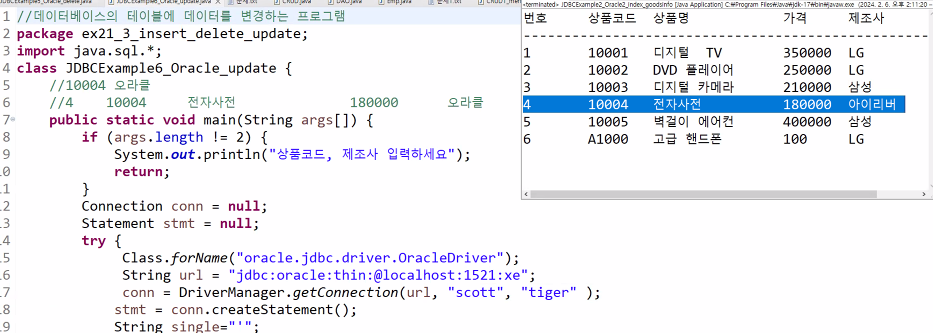 JDBCExample5_Oracle_delete.java JDBCExample6_Oracle_update.java 문제.txt CRUD.java DAO.java Emp.java 문제1.txt
1 //데이터베이스의 테이블에 데이터를 변경하는 프로그램
2 package ex21_3_insert_delete_update;
3 import java.sql.*;
4 class JDBCExample6_Oracle_update {
5 //10004 오라클
6 //4 10004 전자사전 180000 오라클
7 public static void main(String args[]) {
8 if (args.length != 2) {
9 System.out.println("상품코드, 제조사 입력하세요");
10 return;
11 }
12 Connection conn = null;
13 Statement stmt = null;
14 try {
15 Class.forName("oracle.jdbc.driver.OracleDriver");
16 String url = "jdbc:oracle:thin:@localhost:1521:xe";
17 conn = DriverManager.getConnection(url, "scott", "tiger" );
18 stmt = conn.createStatement();
19 String single="'";
<terminated> JDBCExample2_Oracle2_index_goodsinfo [Java Application] C:\Program Files\Java\jdk-17\bin\javaw.exe (2024. 2. 6. 오후 2:11:20
번호 상품코드 상품명 가격 제조사
1 10001 디지털 TV 350000 LG
2 10002 DVD 플레이어 250000 LG
3 10003 디지털 카메라 210000 삼성
4 10004 전자사전 180000 아이리버
5 10005 벽걸이 에어컨 400000 삼성
6 A1000 고급 핸드폰 100 LG